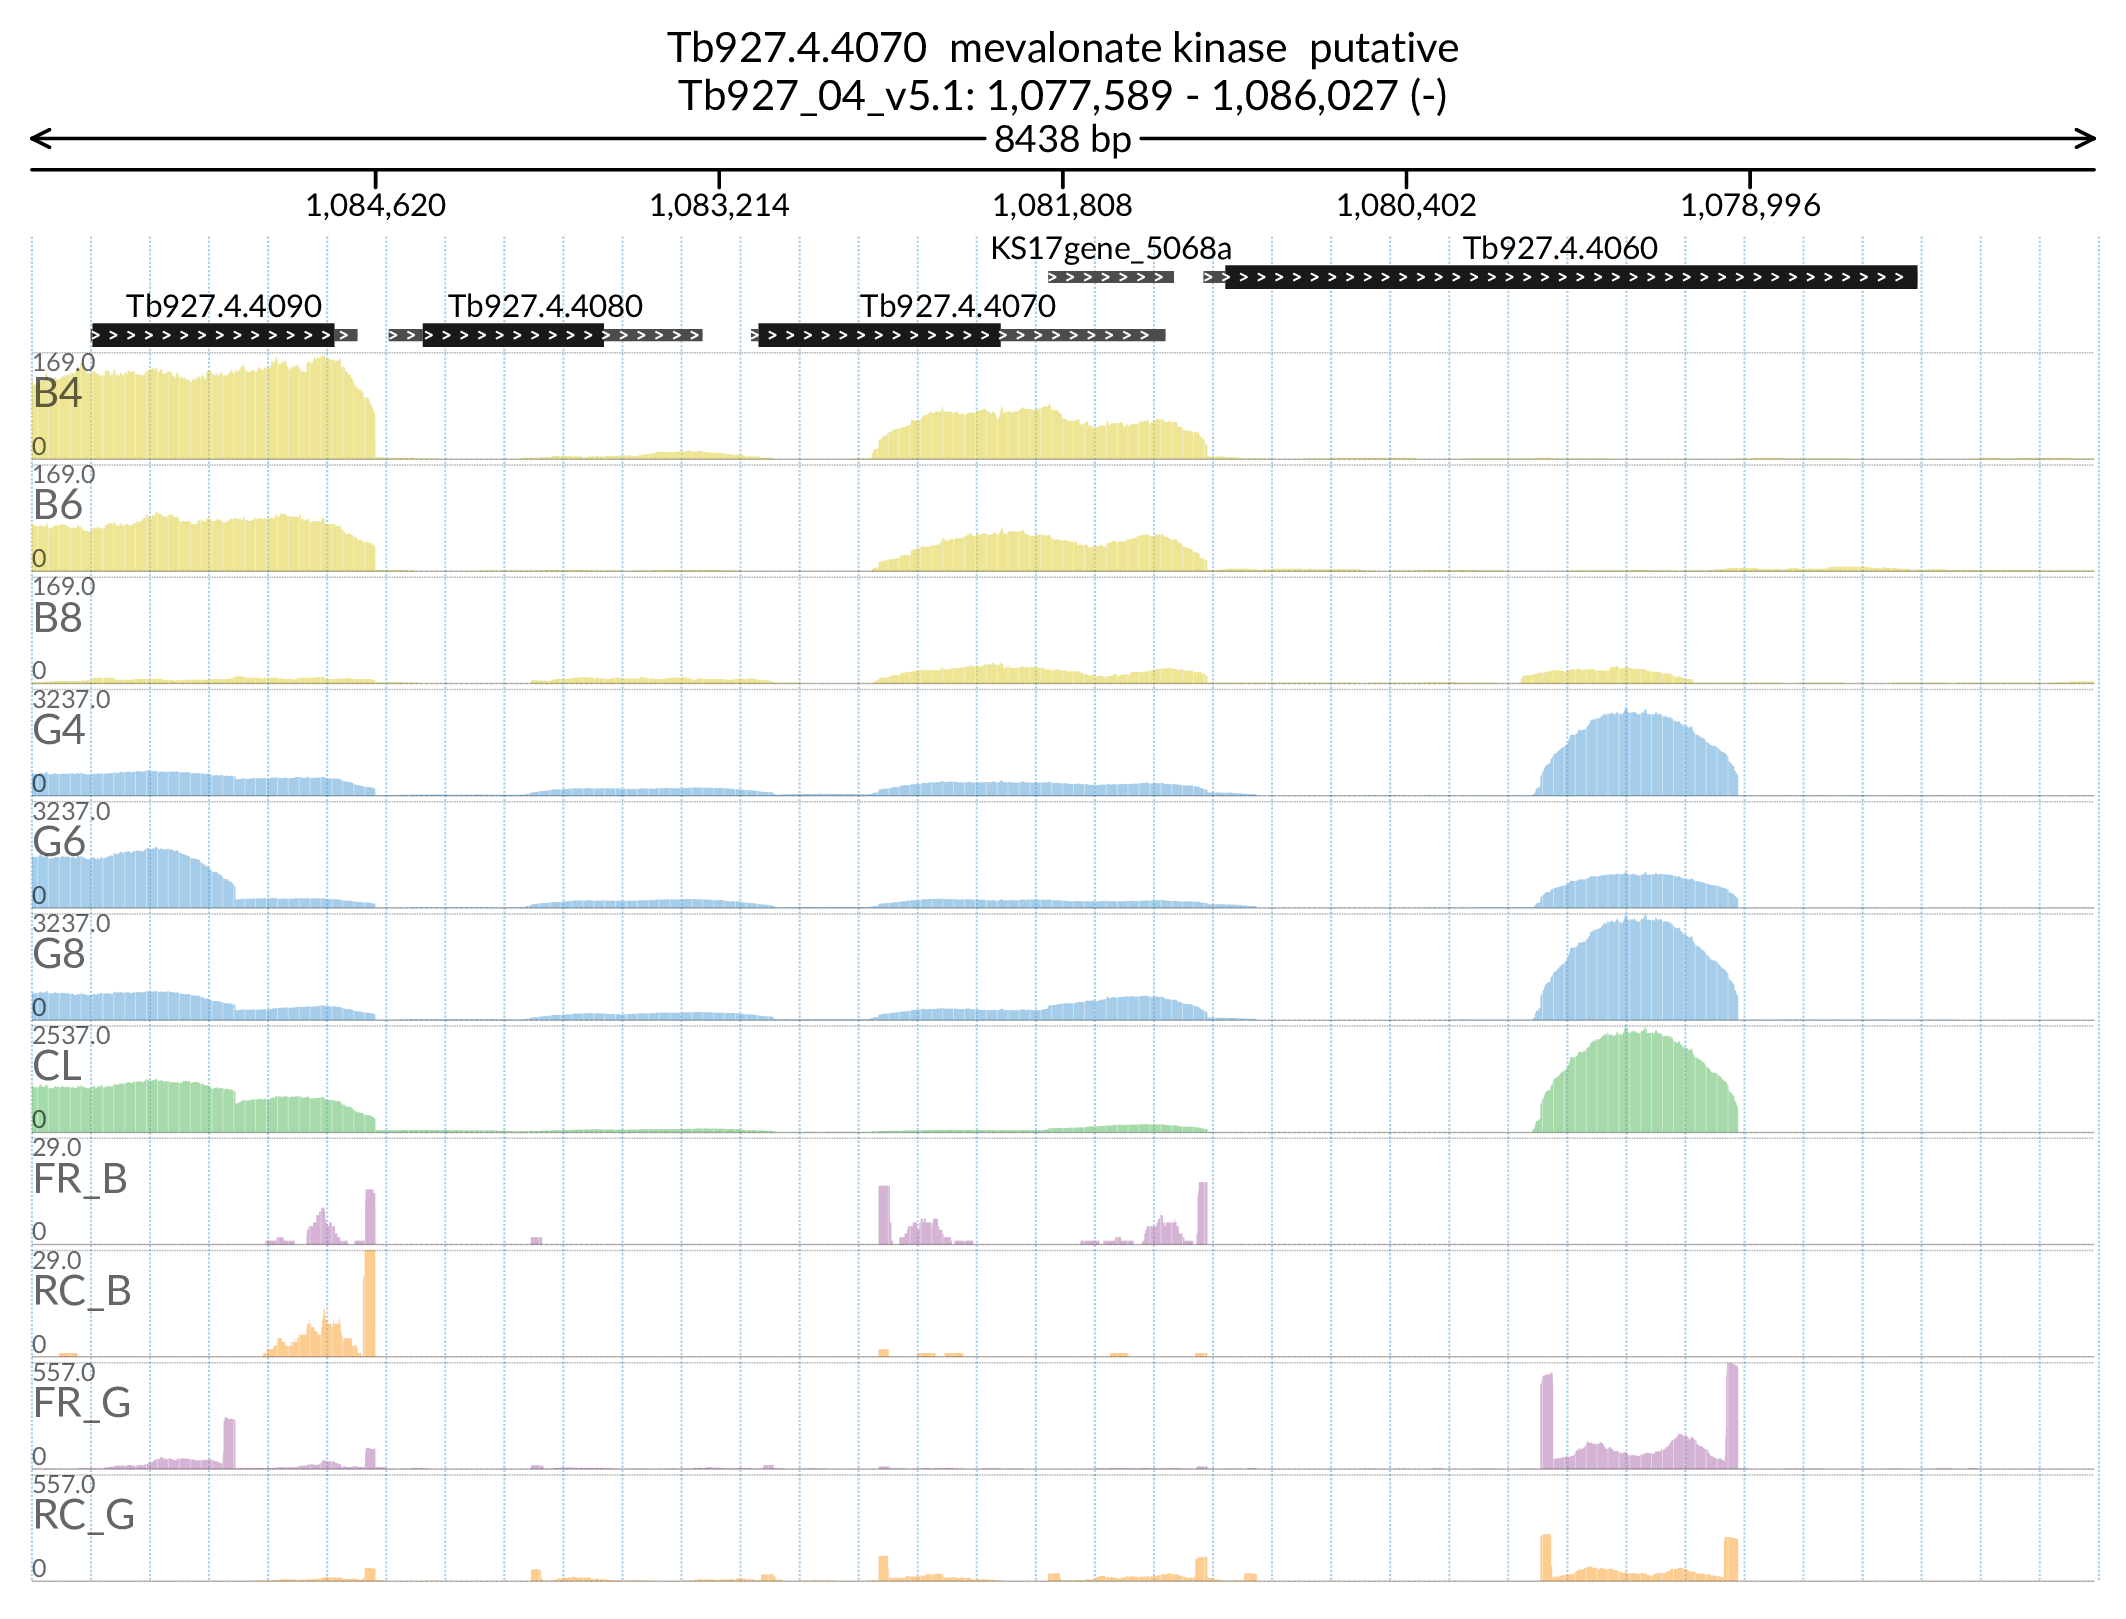 Tb927.4.4070  mevalonate kinase  putative
Tb927_04_v5.1: 1,077,589 - 1,086,027 (-)
8438 bp
1,084,620 1,083,214 1,081,808 1,080,402 1,078,996
KS17gene_5068a Tb927.4.4060
Tb927.4.4090 Tb927.4.4080 Tb927.4.4070
169.0
B4
0
169.0
B6
0
169.0
B8
0
3237.0
G4
0
3237.0
G6
0
3237.0
G8
0
2537.0
CL
0
29.0
FR_B
0
29.0
RC_B
0
557.0
FR_G
0
557.0
RC_G
0